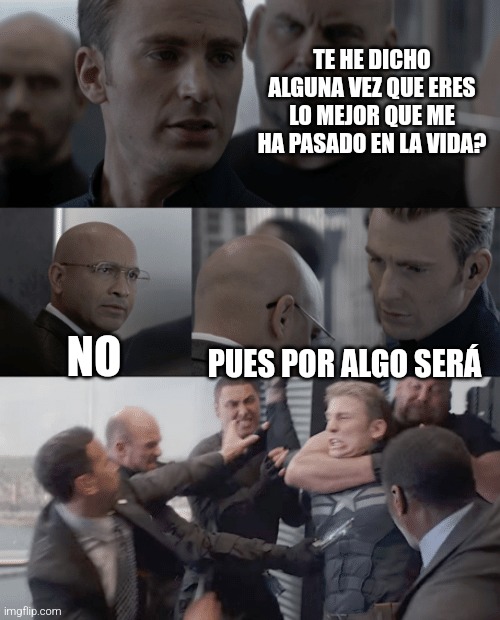 TE HE DICHO
ALGUNA VEZ QUE ERES
LO MEJOR QUE ME
HA PASADO EN LA VIDA?
NO
PUES POR ALGO SERÁ
imgflip.com